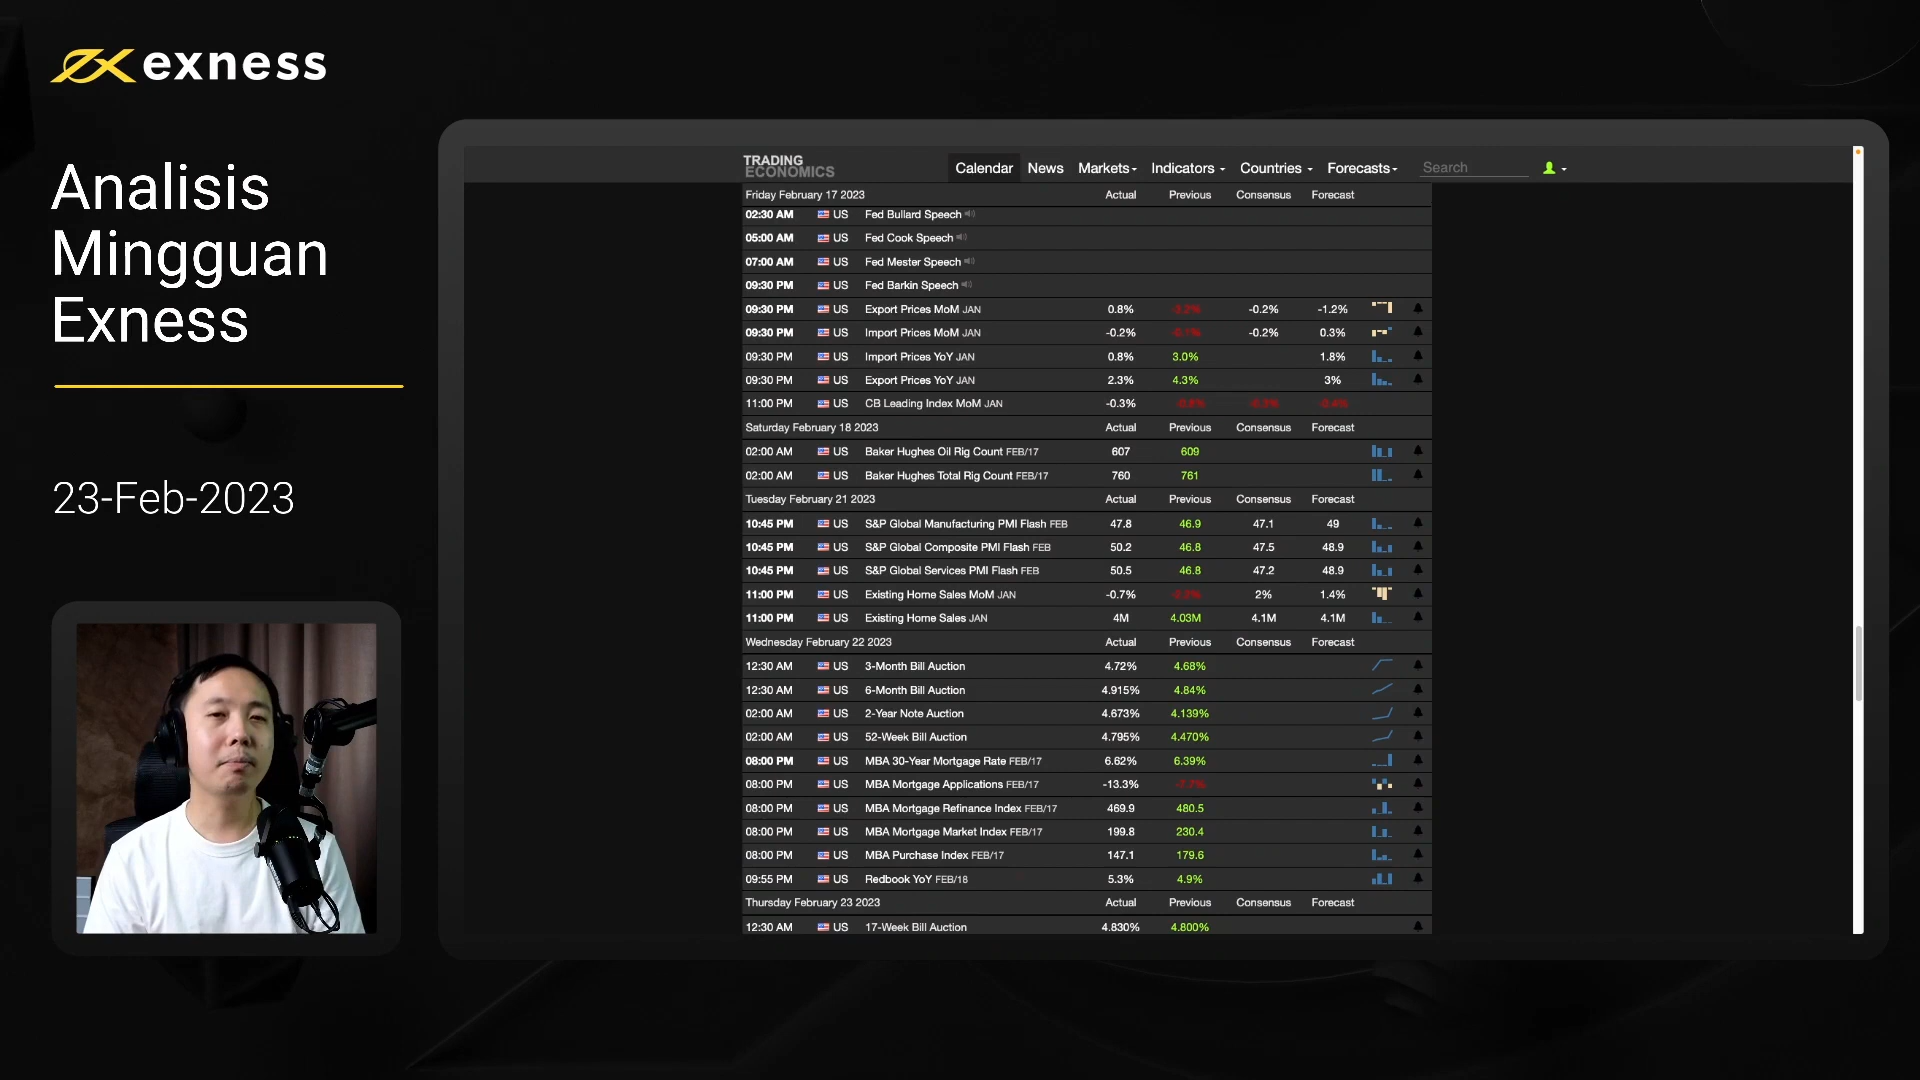 exness
Analisis
Mingguan
Exness
23-Feb-2023
TRADING
ECONOMICS
Calendar News Markets Indicators Countries Forecasts Search
Friday February 17 2023 Actual Previous Consensus Forecast
02:30 AM US Fed Bullard Speech
05:00 AM US Fed Cook Speech
07:00 AM US Fed Mester Speech
09:30 PM US Fed Barkin Speech
09:30 PM US Export Prices MoM JAN 0.8% -0.2% -1.2%
09:30 PM US Import Prices MoM JAN -0.2% -0.2% 0.3%
09:30 PM US Import Prices YoY JAN 0.8% 3.0% 1.8%
09:30 PM US Export Prices YoY JAN 2.3% 4.3% 3%
11:00 PM US CB Leading Index MoM JAN -0.3%
Saturday February 18 2023 Actual Previous Consensus Forecast
02:00 AM US Baker Hughes Oil Rig Count FEB/17 607 609
02:00 AM US Baker Hughes Total Rig Count FEB/17 760 761
Tuesday February 21 2023 Actual Previous Consensus Forecast
10:45 PM US S&P Global Manufacturing PMI Flash FEB 47.8 46.9 47.1 49
10:45 PM US S&P Global Composite PMI Flash FEB 50.2 46.8 47.5 48.9
10:45 PM US S&P Global Services PMI Flash FEB 50.5 46.8 47.2 48.9
11:00 PM US Existing Home Sales MoM JAN -0.7% 2% 1.4%
11:00 PM US Existing Home Sales JAN 4M 4.03M 4.1M 4.1M
Wednesday February 22 2023 Actual Previous Consensus Forecast
12:30 AM US 3-Month Bill Auction 4.72% 4.68%
12:30 AM US 6-Month Bill Auction 4.915% 4.84%
02:00 AM US 2-Year Note Auction 4.673% 4.139%
02:00 AM US 52-Week Bill Auction 4.795% 4.470%
08:00 PM US MBA 30-Year Mortgage Rate FEB/17 6.62% 6.39%
08:00 PM US MBA Mortgage Applications FEB/17 -13.3%
08:00 PM US MBA Mortgage Refinance Index FEB/17 469.9 480.5
08:00 PM US MBA Mortgage Market Index FEB/17 199.8 230.4
08:00 PM US MBA Purchase Index FEB/17 147.1 179.6
09:55 PM US Redbook YoY FEB/18 5.3% 4.9%
Thursday February 23 2023 Actual Previous Consensus Forecast
12:30 AM US 17-Week Bill Auction 4.830% 4.800%